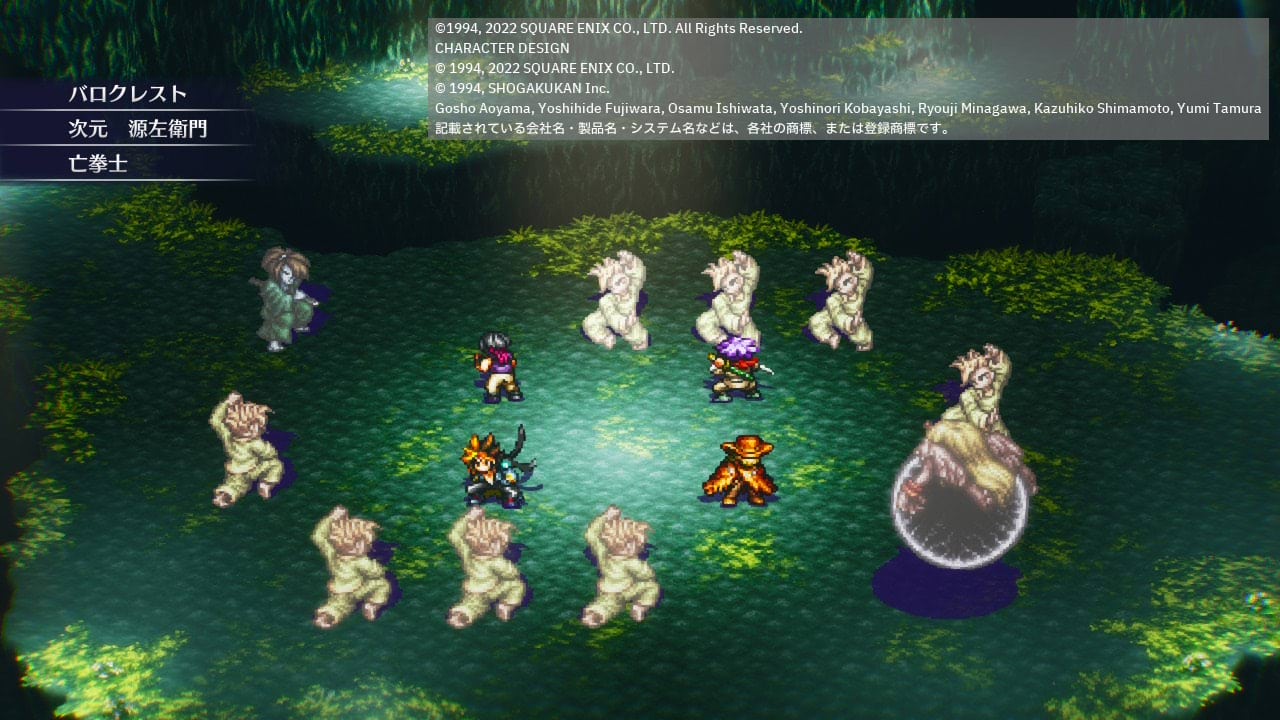 ©1994, 2022 SQUARE ENIX CO., LTD. All Rights Reserved.
CHARACTER DESIGN
© 1994, 2022 SQUARE ENIX CO., LTD.
© 1994, SHOGAKUKAN Inc.
Gosho Aoyama, Yoshihide Fujiwara, Osamu Ishiwata, Yoshinori Kobayashi, Ryouji Minagawa, Kazuhiko Shimamoto, Yumi Tamura
記載されている会社名・製品名・システム名などは、各社の商標、または登録商標です。
バロクレスト
次元　源左衛門
亡拳士